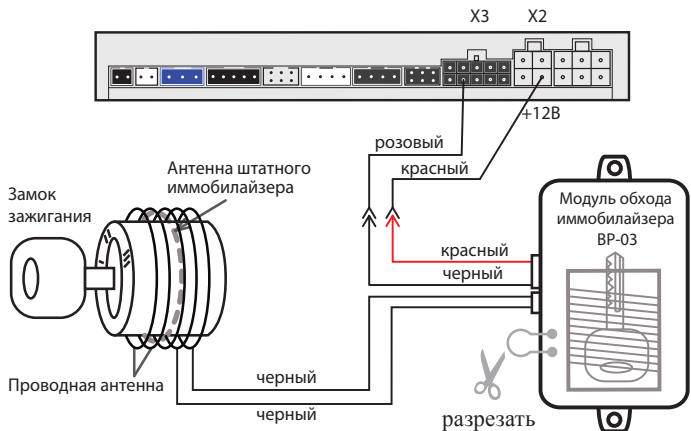 X3 X2
+12В
розовый
красный
Антенна штатного
иммобилайзера
Замок
зажигания
Модуль обхода
иммобилайзера
BP-03
красный
черный
Проводная антенна
черный
черный
разрезать